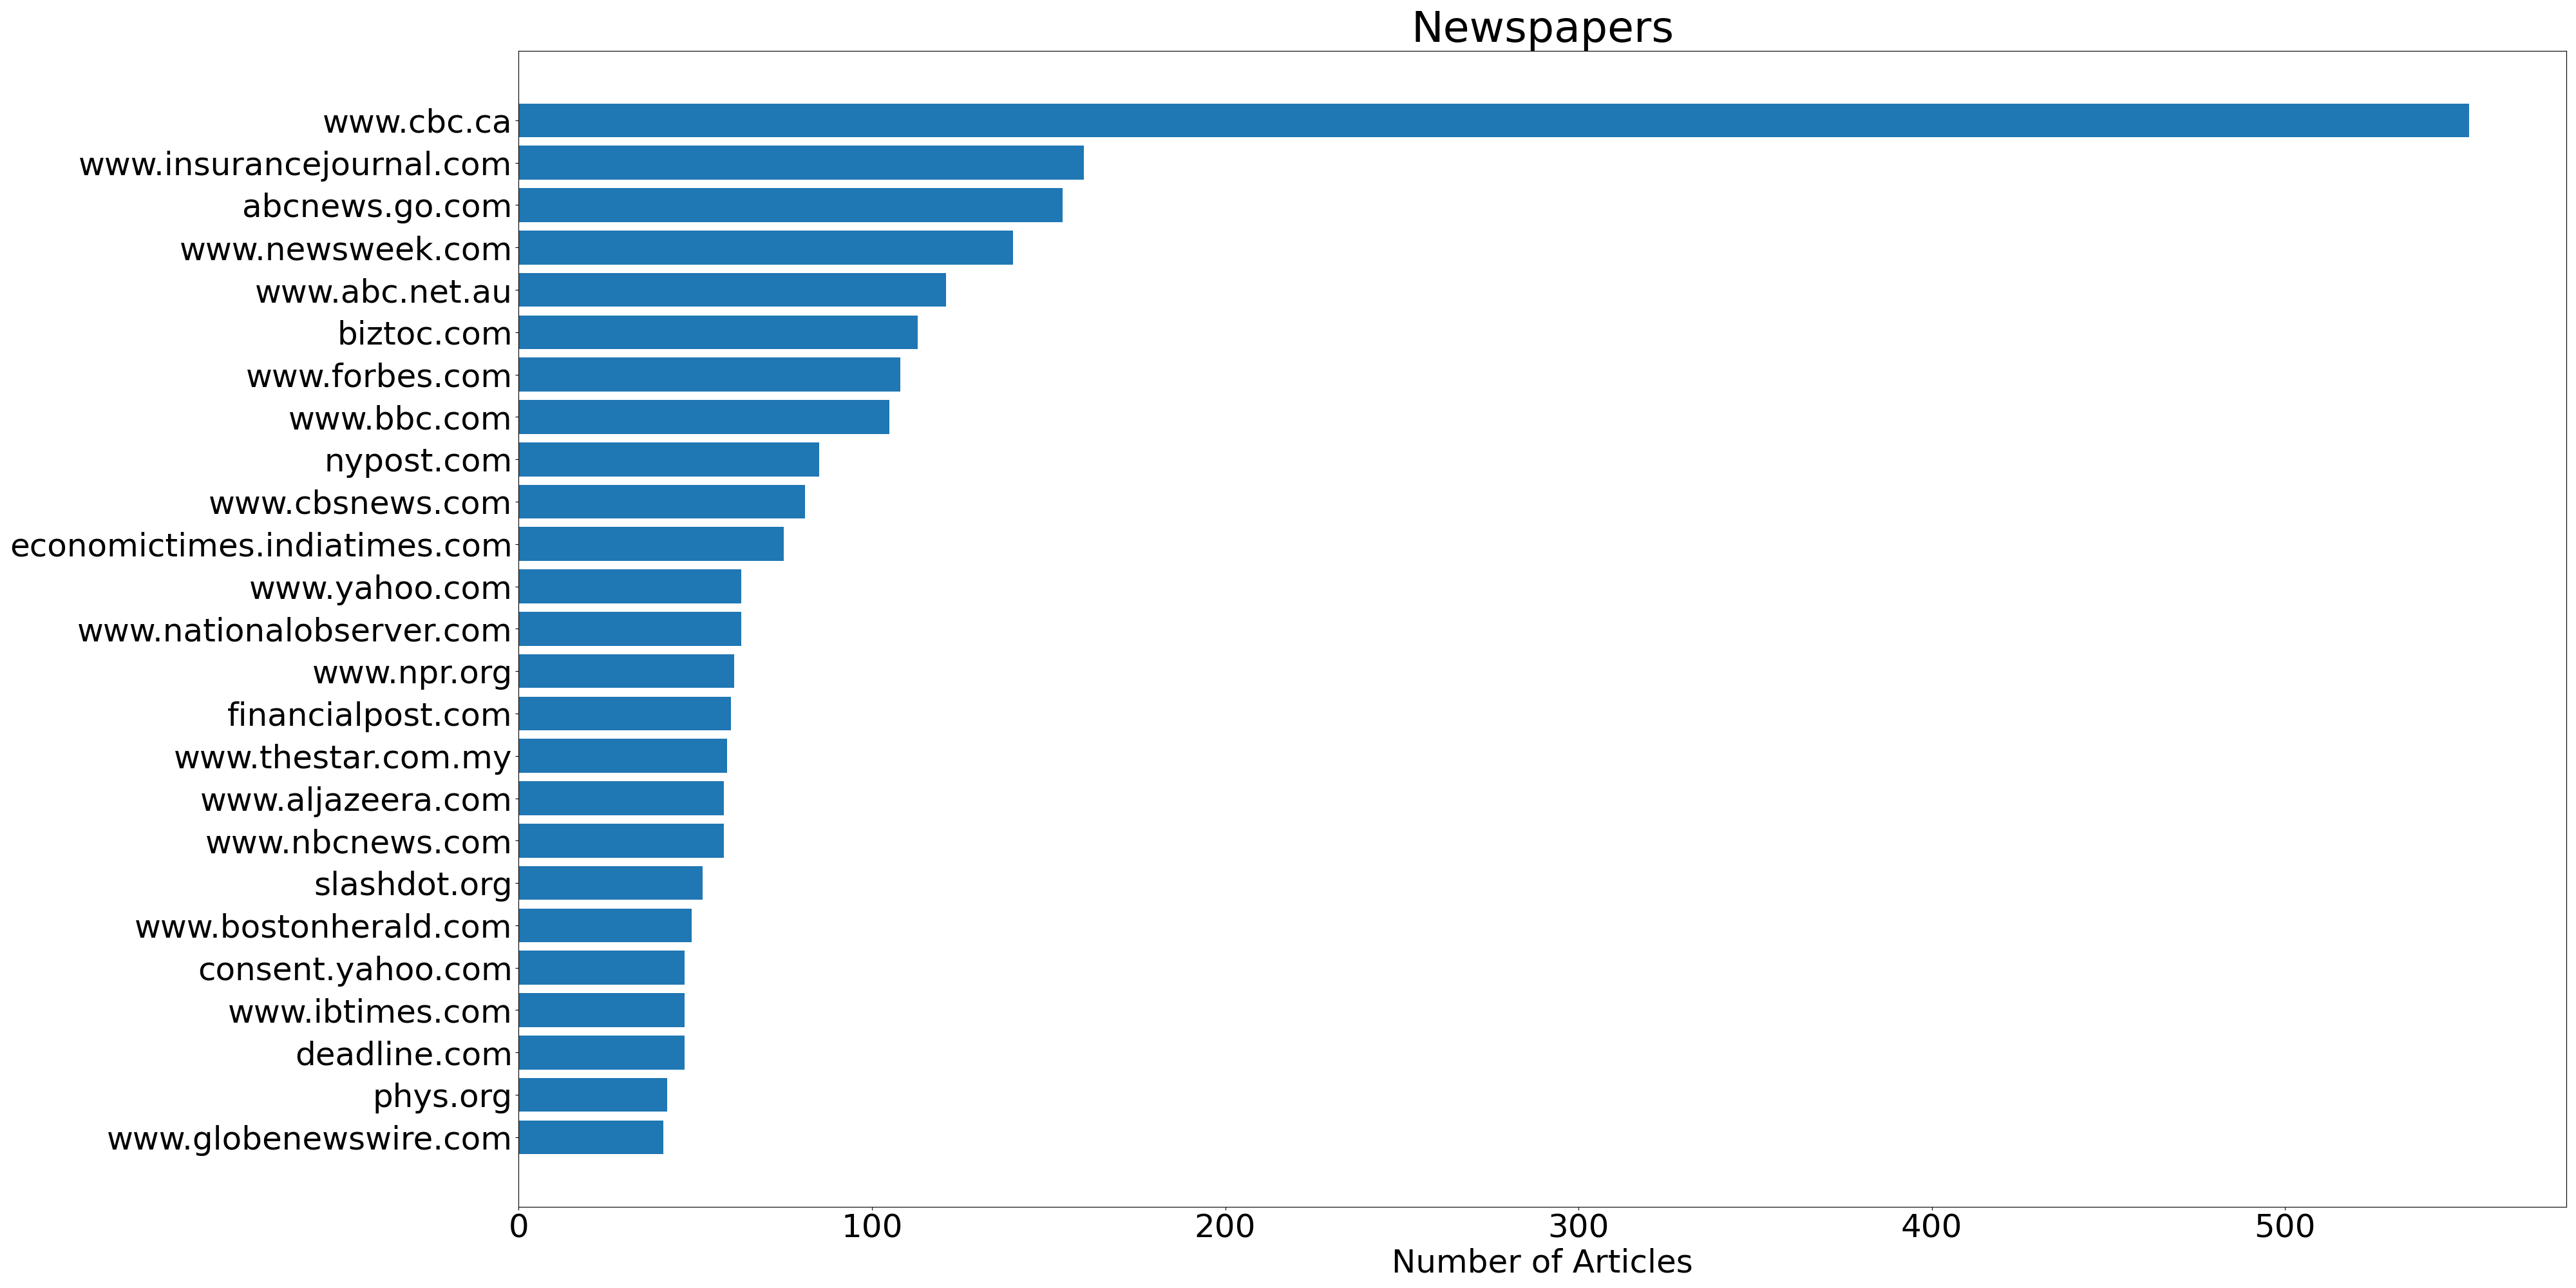 Newspapers
www.cbc.ca
www.insurancejournal.com
abcnews.go.com
www.newsweek.com
www.abc.net.au
biztoc.com
www.forbes.com
www.bbc.com
nypost.com
www.cbsnews.com
economictimes.indiatimes.com
www.yahoo.com
www.nationalobserver.com
www.npr.org
financialpost.com
www.thestar.com.my
www.aljazeera.com
www.nbcnews.com
slashdot.org
www.bostonherald.com
consent.yahoo.com
www.ibtimes.com
deadline.com
phys.org
www.globenewswire.com
0 100 200 300 400 500
Number of Articles